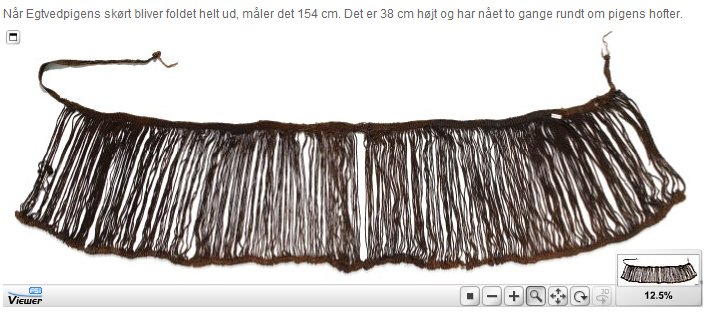 Når Egtvedpigens skørt bliver foldet helt ud, måler det 154 cm. Det er 38 cm højt og har nået to gange rundt om pigens hofter.
VIEWER
3D
12.5%